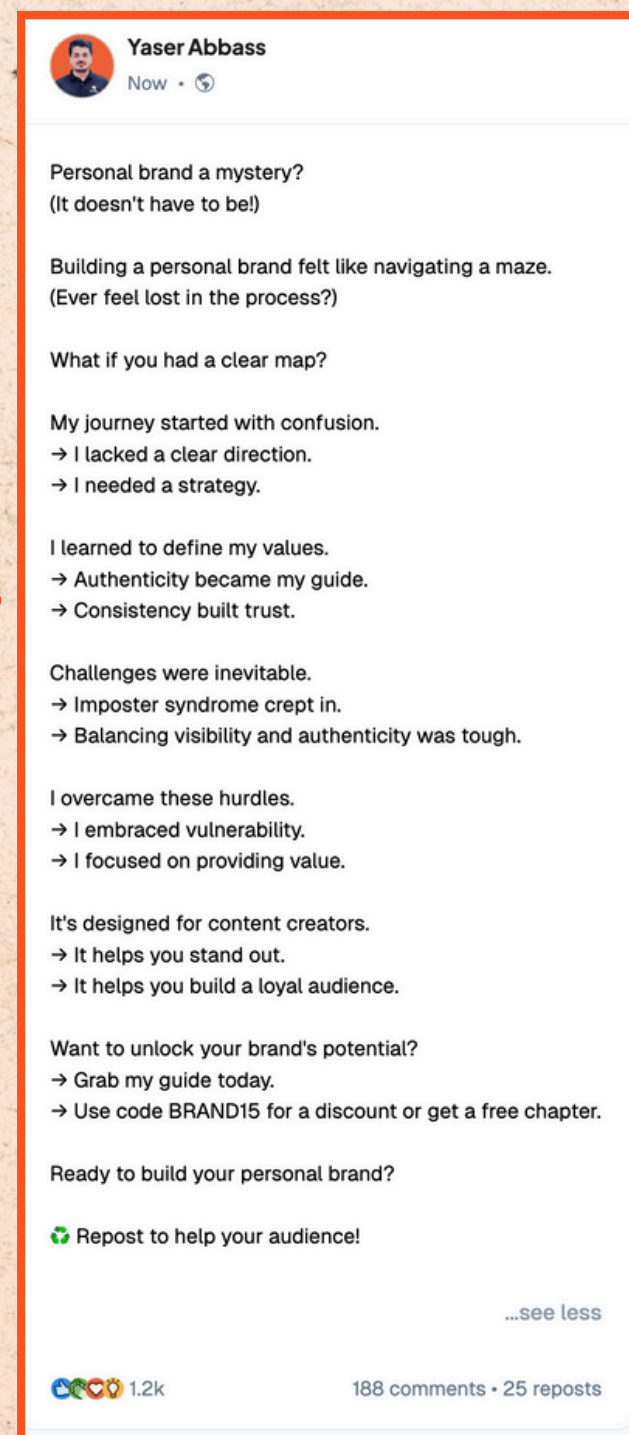 Yaser Abbass
Now •
Personal brand a mystery?
(It doesn't have to be!)
Building a personal brand felt like navigating a maze.
(Ever feel lost in the process?)
What if you had a clear map?
My journey started with confusion.
→ I lacked a clear direction.
→ I needed a strategy.
I learned to define my values.
→ Authenticity became my guide.
→ Consistency built trust.
Challenges were inevitable.
→ Imposter syndrome crept in.
→ Balancing visibility and authenticity was tough.
I overcame these hurdles.
→ I embraced vulnerability.
→ I focused on providing value.
It's designed for content creators.
→ It helps you stand out.
→ It helps you build a loyal audience.
Want to unlock your brand's potential?
→ Grab my guide today.
→ Use code BRAND15 for a discount or get a free chapter.
Ready to build your personal brand?
♻️ Repost to help your audience!
...see less
1.2k 188 comments • 25 reposts